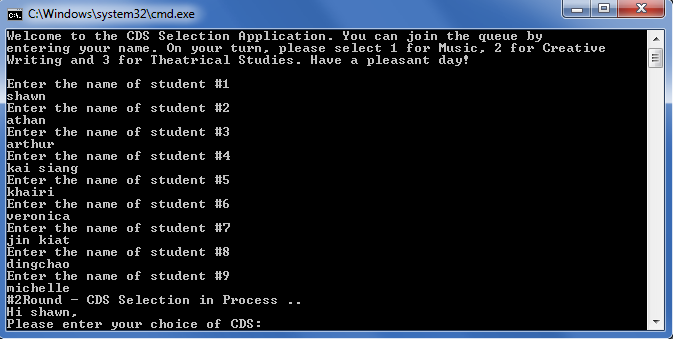 C:\Windows\system32\cmd.exe
Welcome to the CDS Selection Application. You can join the queue by
entering your name. On your turn, please select 1 for Music, 2 for Creative
Writing and 3 for Theatrical Studies. Have a pleasant day!
Enter the name of student #1
shawn
Enter the name of student #2
athan
Enter the name of student #3
arthur
Enter the name of student #4
kai siang
Enter the name of student #5
khairi
Enter the name of student #6
veronica
Enter the name of student #7
jin kiat
Enter the name of student #8
dingchao
Enter the name of student #9
michelle
#2Round - CDS Selection in Process ..
Hi shawn,
Please enter your choice of CDS: